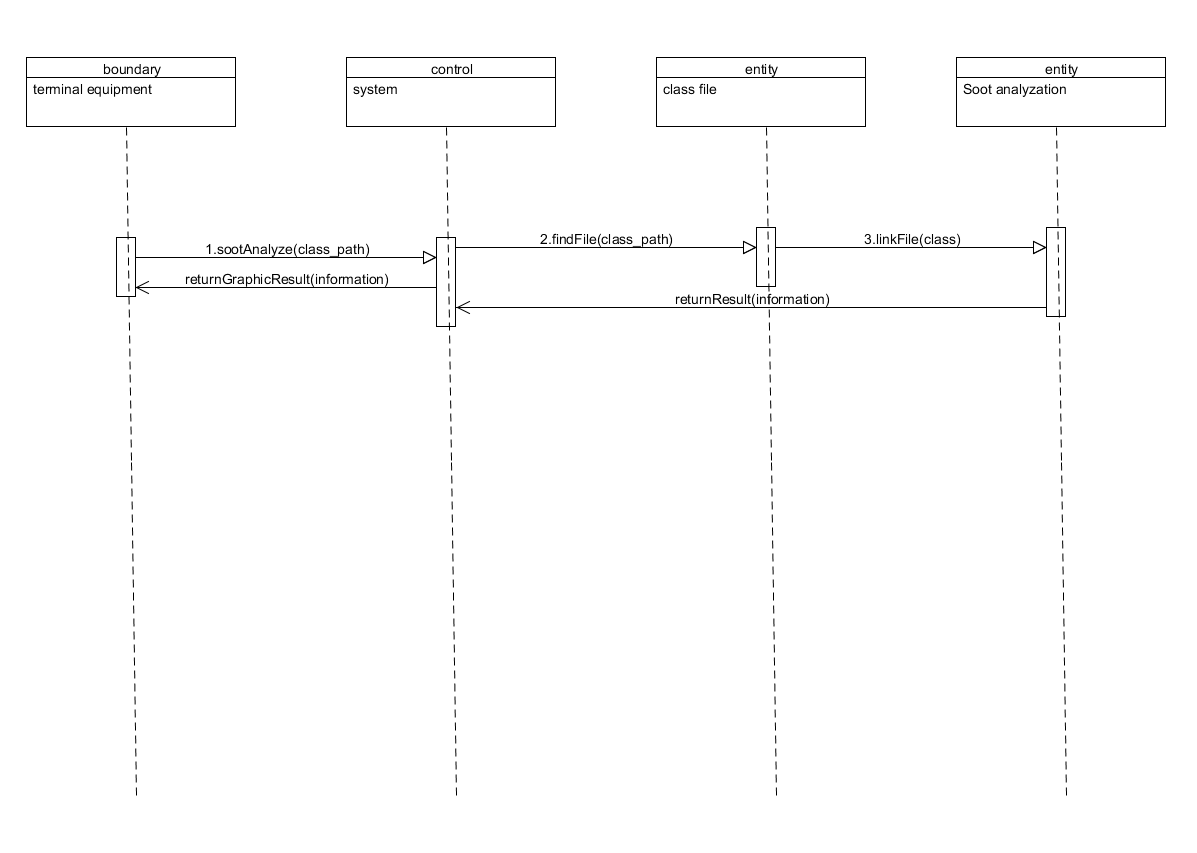 boundary
terminal equipment
control
system
entity
class file
entity
Soot analyzation
1.sootAnalyze(class_path)
2.findFile(class_path)
3.linkFile(class)
returnGraphicResult(information)
returnResult(information)